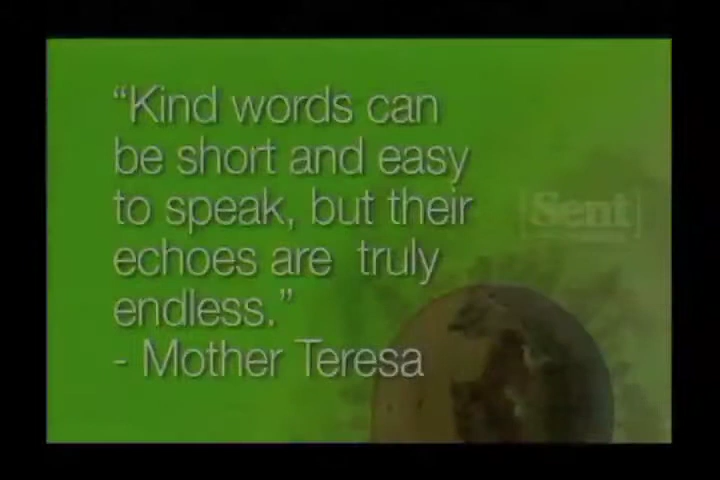 “Kind words can
be short and easy
to speak, but their
echoes are truly
endless.”
- Mother Teresa
[Sent]